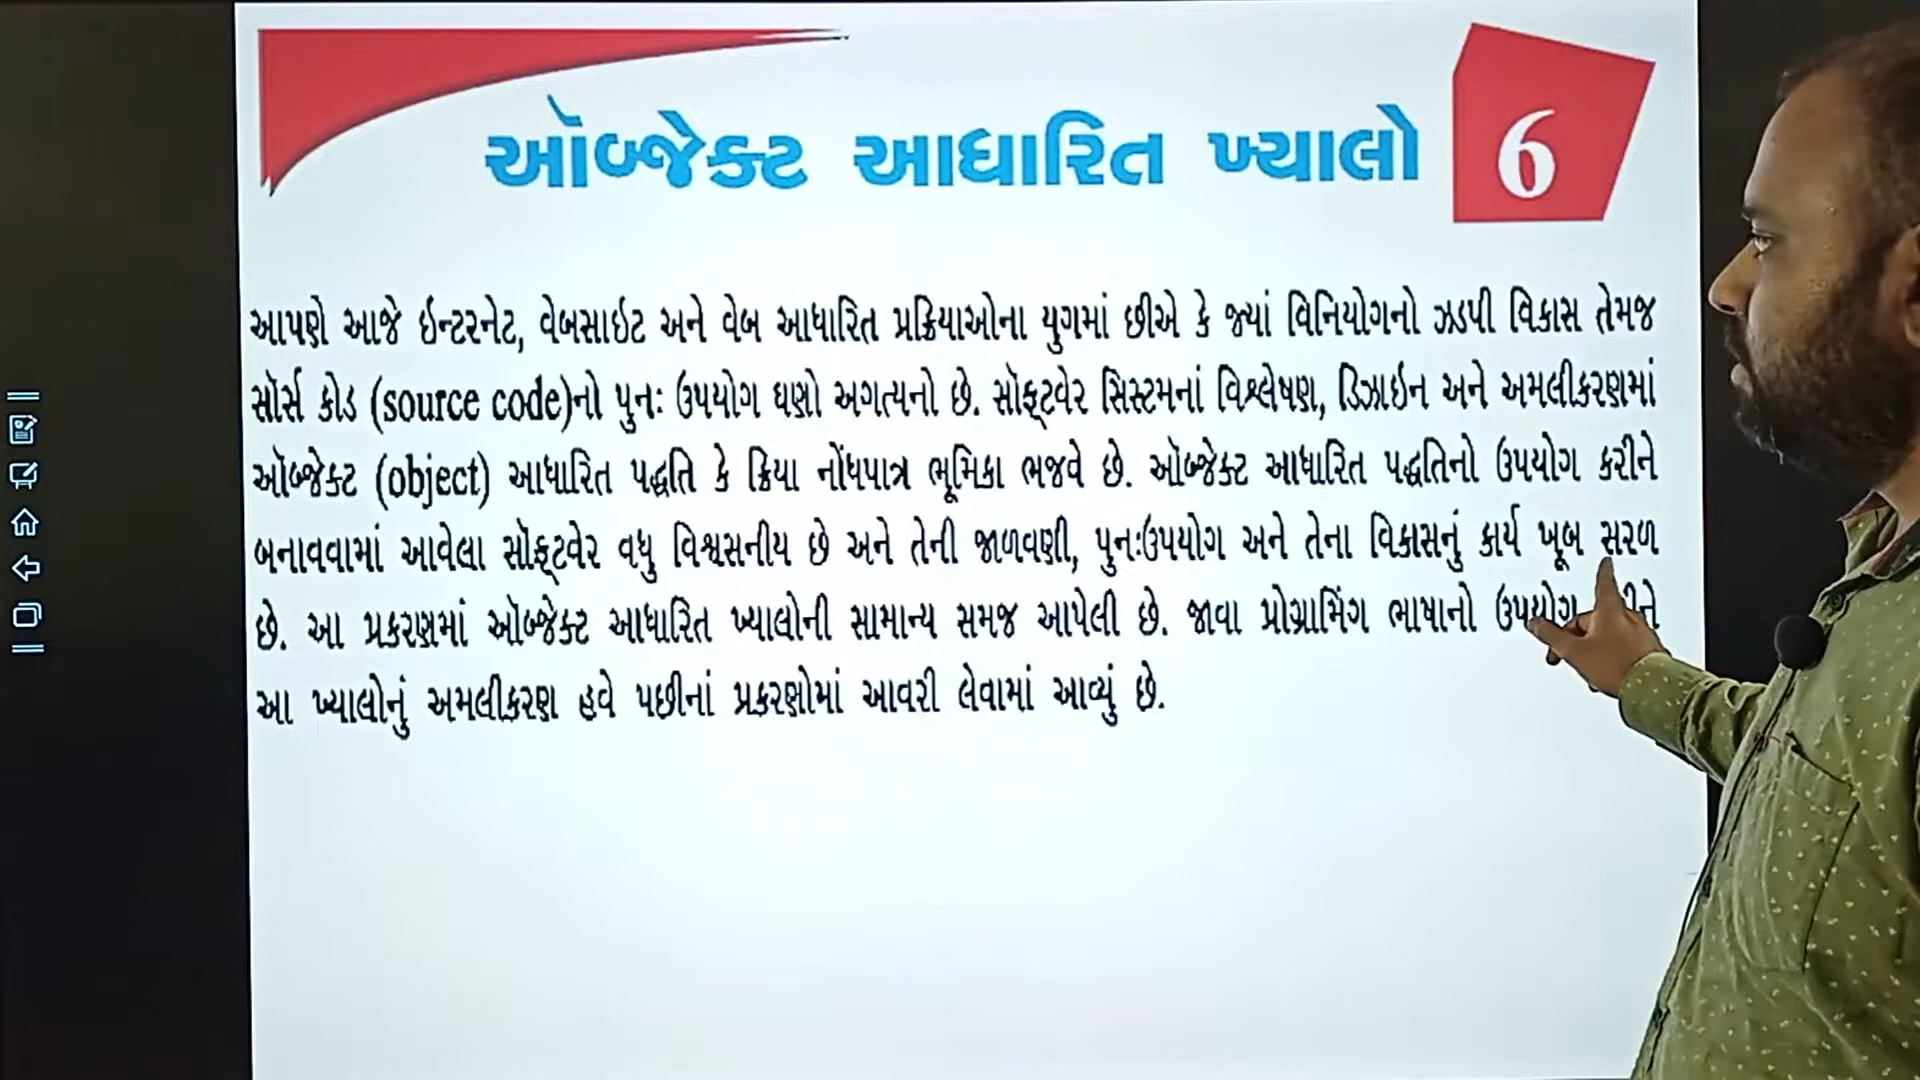 ઑબ્જેક્ટ આધારિત ખ્યાલો 6
આપણે આજે ઇન્ટરનેટ, વેબસાઇટ અને વેબ આધારિત પ્રક્રિયાઓના યુગમાં છીએ કે જ્યાં વિનિયોગનો ઝડપી વિકાસ તેમજ
સૉર્સ કોડ (source code)નો પુનઃ ઉપયોગ ઘણો અગત્યનો છે. સૉફ્ટવેર સિસ્ટમનાં વિશ્લેષણ, ડિઝાઇન અને અમલીકરણમાં
ઑબ્જેક્ટ (object) આધારિત પદ્ધતિ કે ક્રિયા નોંધપાત્ર ભૂમિકા ભજવે છે. ઑબ્જેક્ટ આધારિત પદ્ધતિનો ઉપયોગ કરીને
બનાવવામાં આવેલા સૉફ્ટવેર વધુ વિશ્વસનીય છે અને તેની જાળવણી, પુનઃઉપયોગ અને તેના વિકાસનું કાર્ય ખૂબ સરળ
છે. આ પ્રકરણમાં ઑબ્જેક્ટ આધારિત ખ્યાલોની સામાન્ય સમજ આપેલી છે. જાવા પ્રોગ્રામિંગ ભાષાનો ઉપયોગ
આ ખ્યાલોનું અમલીકરણ હવે પછીનાં પ્રકરણોમાં આવરી લેવામાં આવ્યું છે.